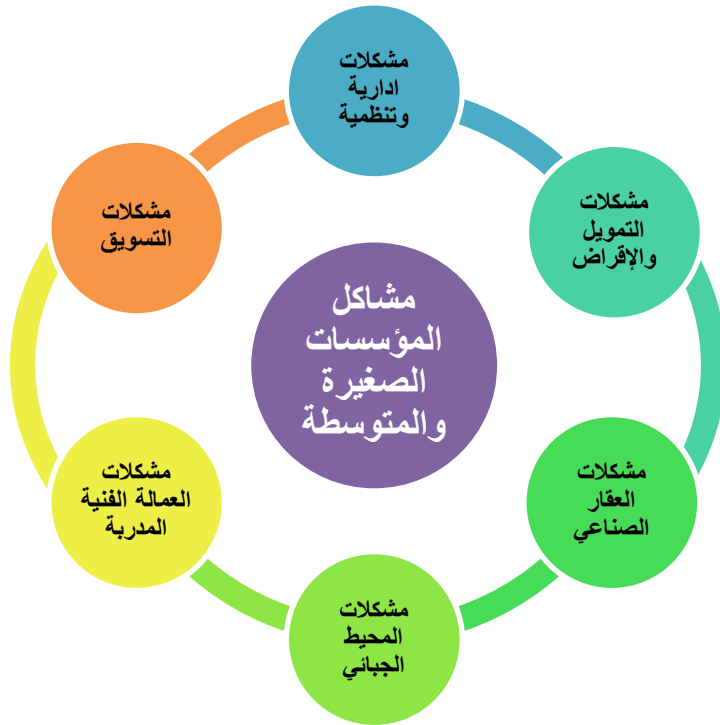 مشكلات
ادارية
وتنظمية
مشكلات
التمويل
والإقراض
مشكلات
العقار
الصناعي
مشكلات
المحيط
الجبائي
مشكلات
العمالة الفنية
المدربة
مشكلات
التسويق
مشاكل
المؤسسات
الصغيرة
والمتوسطة